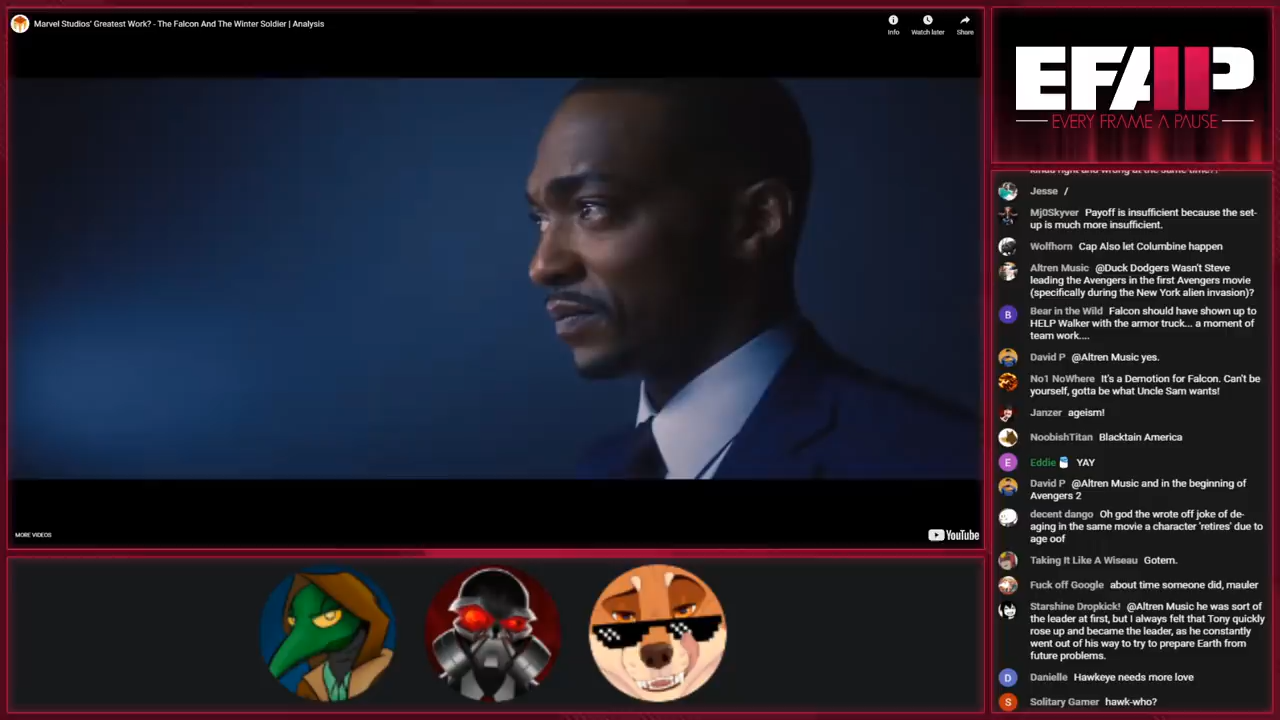 Marvel Studios' Greatest Work? - The Falcon And The Winter Soldier | Analysis
Info
Watch later
Share
MORE VIDEOS
YouTube
EFAP
EVERY FRAME A PAUSE
kinda right and wrong at the same time??
Jesse /
Mj0Skyver Payoff is insufficient because the set-
up is much more insufficient.
Wolfhorn Cap Also let Columbine happen
Altren Music @Duck Dodgers Wasn't Steve
leading the Avengers in the first Avengers movie
(specifically during the New York alien invasion)?
B
Bear in the Wild Falcon should have shown up to
HELP Walker with the armor truck... a moment of
team work....
David P @Altren Music yes.
No1 NoWhere It's a Demotion for Falcon. Can't be
yourself, gotta be what Uncle Sam wants!
Janzer ageism!
NoobishTitan Blacktain America
E
Eddie YAY
David P @Altren Music and in the beginning of
Avengers 2
decent dango Oh god the wrote off joke of de-
aging in the same movie a character 'retires' due to
age oof
Taking It Like A Wiseau Gotem.
Fuck off Google about time someone did, mauler
Starshine Dropkick! @Altren Music he was sort of
the leader at first, but I always felt that Tony quickly
rose up and became the leader, as he constantly
went out of his way to try to prepare Earth from
future problems.
D
Danielle Hawkeye needs more love
S
Solitary Gamer hawk-who?